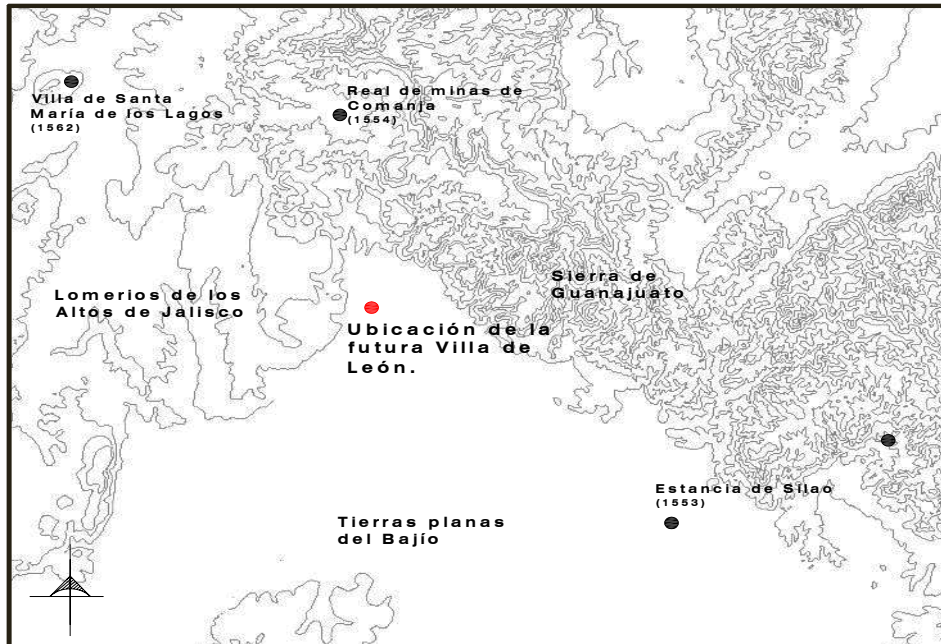 Villa de Santa
María de los Lagos
(1562)
Real de minas de
Comanja
(1554)
Sierra de
Guanajuato
Lomerios de los
Altos de Jalisco
Ubicación de la
futura Villa de
León.
Estancia de Silao
(1553)
Tierras planas
del Bajío